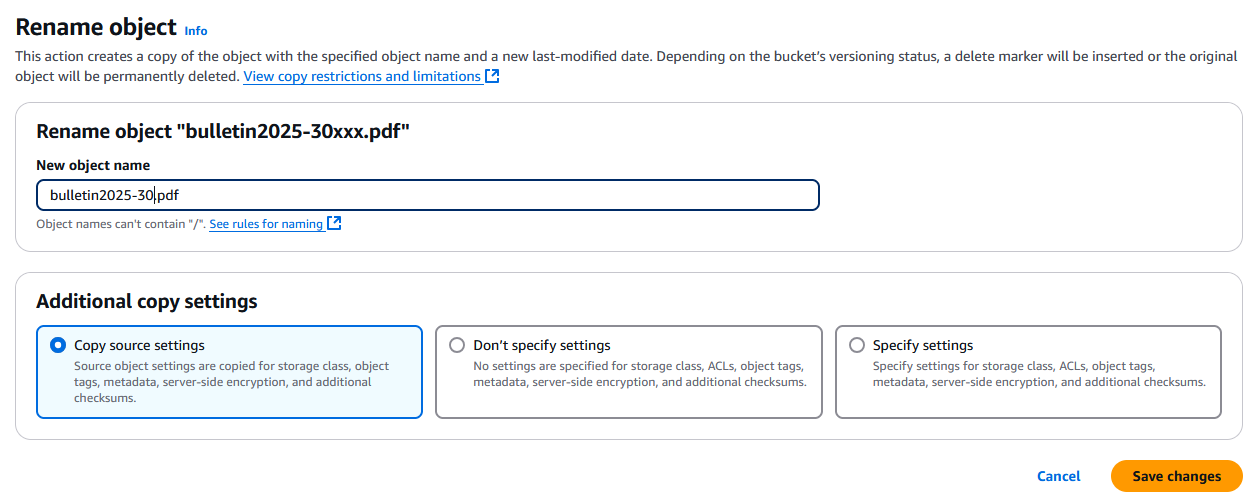 Rename object Info
This action creates a copy of the object with the specified object name and a new last-modified date. Depending on the bucket’s versioning status, a delete marker will be inserted or the original
object will be permanently deleted. View copy restrictions and limitations
Rename object "bulletin2025-30xxx.pdf"
New object name
bulletin2025-30.pdf
Object names can't contain "/". See rules for naming
Additional copy settings
Copy source settings
Source object settings are copied for storage class, object
tags, metadata, server-side encryption, and additional
checksums.
Don’t specify settings
No settings are specified for storage class, ACLs, object tags,
metadata, server-side encryption, and additional checksums.
Specify settings
Specify settings for storage class, ACLs, object tags,
metadata, server-side encryption, and additional checksums.
Cancel
Save changes